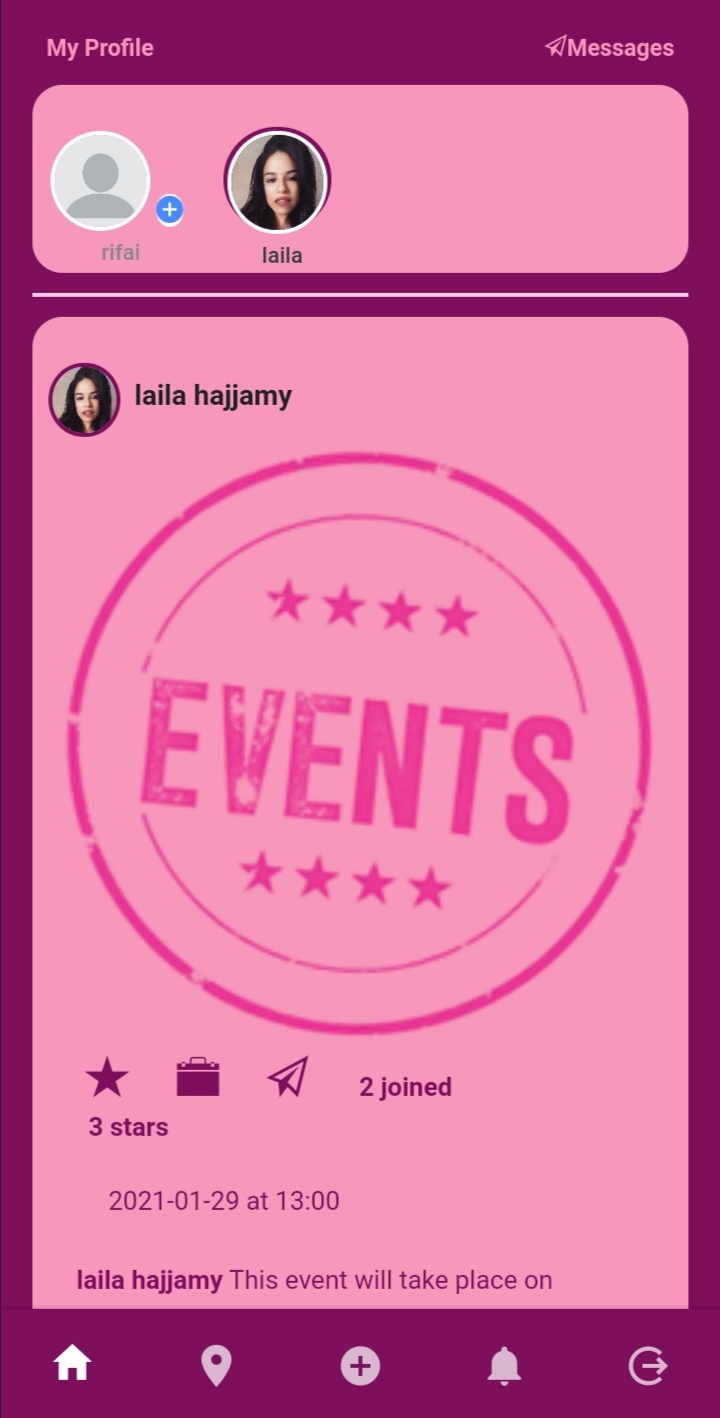 My Profile
Messages
rifai
laila
laila hajjamy
EVENTS
2 joined
3 stars
2021-01-29 at 13:00
laila hajjamy This event will take place on